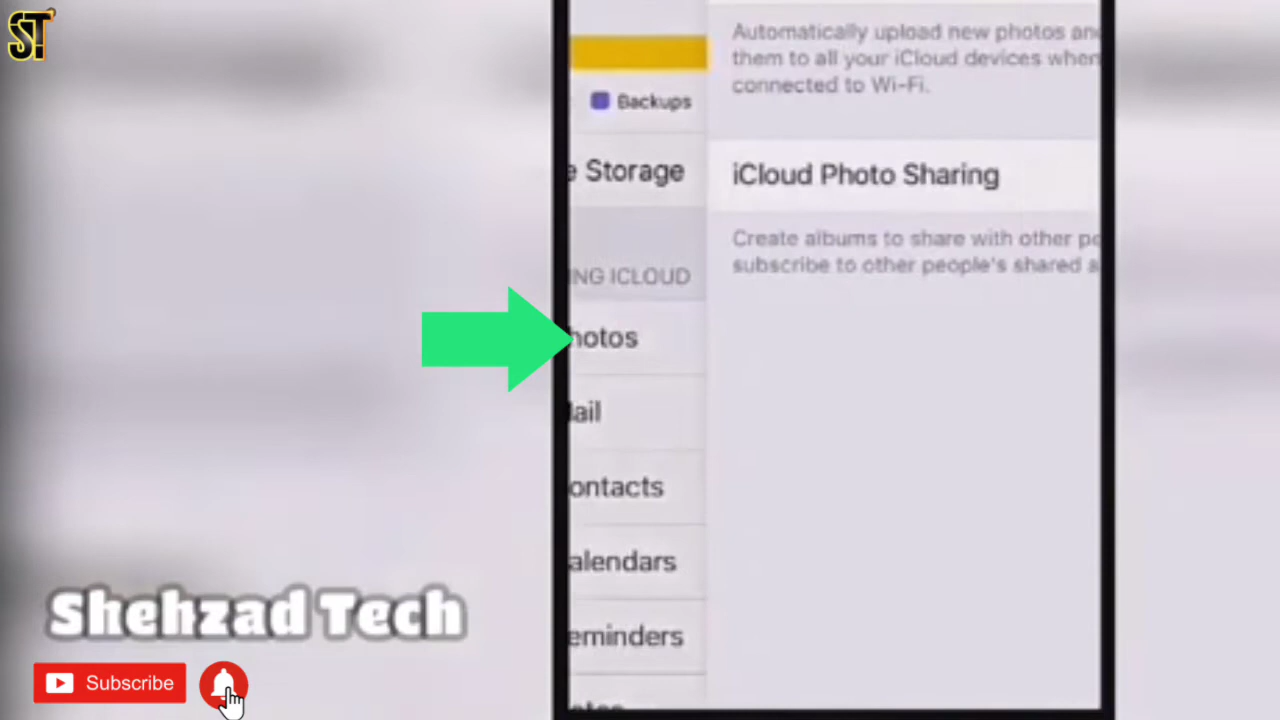 ST
Automatically upload new photos and
them to all your iCloud devices when
connected to Wi-Fi.
Backups
e Storage
iCloud Photo Sharing
Create albums to share with other pe
subscribe to other people's shared a
NG ICLOUD
hotos
ail
ontacts
alendars
eminders
Shehzad Tech
Subscribe